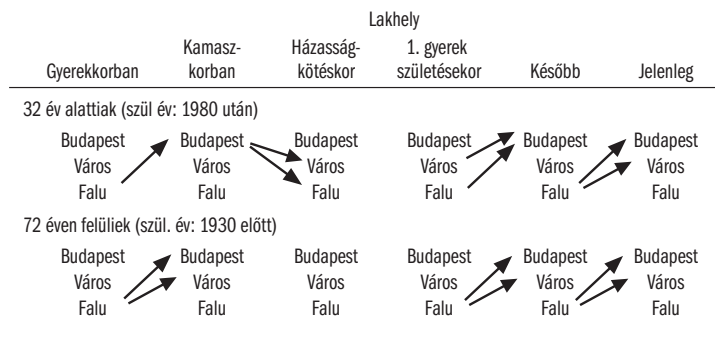 Lakhely
Gyerekkorban Kamasz-korban Házasság-kötéskor 1. gyerek születésekor Később Jelenleg
32 év alattiak (szül év: 1980 után)
Budapest Budapest Budapest Budapest Budapest Budapest
Város Város Város Város Város Város
Falu Falu Falu Falu Falu Falu
72 éven felüliek (szül. év: 1930 előtt)
Budapest Budapest Budapest Budapest Budapest Budapest
Város Város Város Város Város Város
Falu Falu Falu Falu Falu Falu